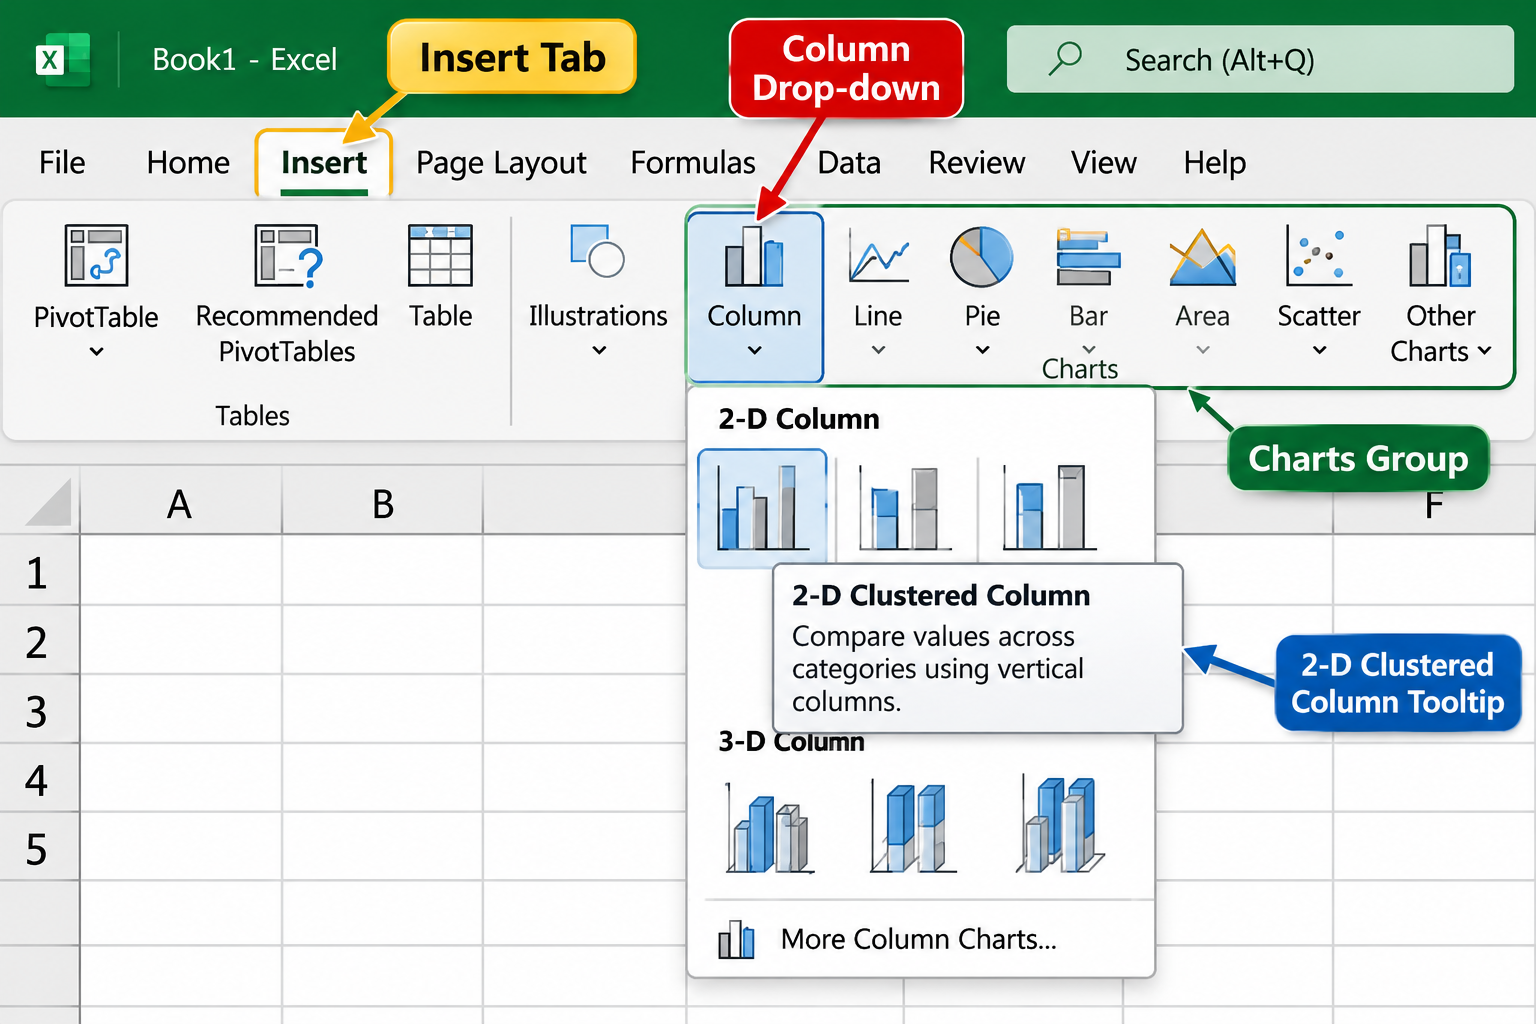 X
Book1 - Excel
Insert Tab
Column
Drop-down
Search (Alt+Q)
File
Home
Insert
Page Layout
Formulas
Data
Review
View
Help
PivotTable
Recommended
PivotTables
Table
Tables
Illustrations
Column
Line
Pie
Bar
Area
Scatter
Other
Charts
Charts
Charts Group
2-D Column
A
B
F
1
2
3
4
5
2-D Clustered Column
Compare values across
categories using vertical
columns.
2-D Clustered
Column Tooltip
3-D Column
More Column Charts...